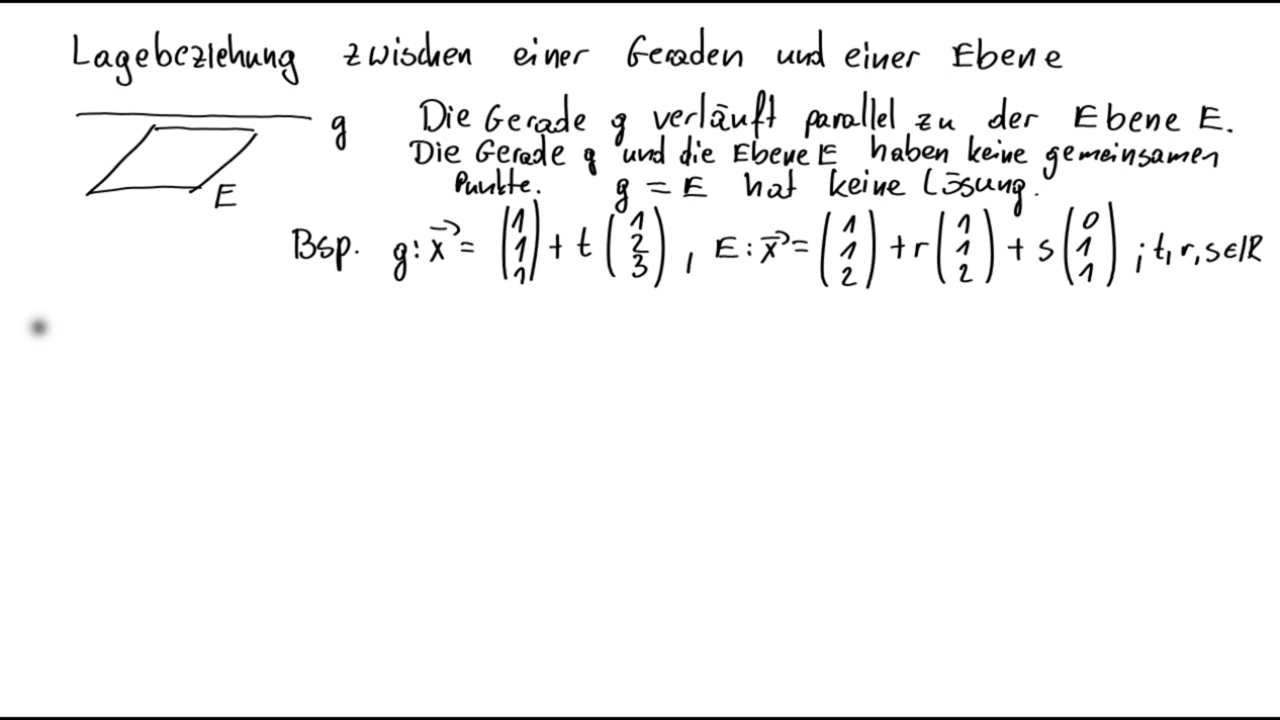 Lagebeziehung zwischen einer Geraden und einer Ebene
g Die Gerade g verläuft parallel zu der Ebene E.
Die Gerade g und die Ebene E haben keine gemeinsamen
E Punkte. g = E hat keine Lösung.
Bsp. g: x⃗ = (1 1 1) + t (1 2 3) , E: x⃗ = (1 1 2) + r (1 1 2) + s (0 1 1) ; t, r, s ∈ ℝ